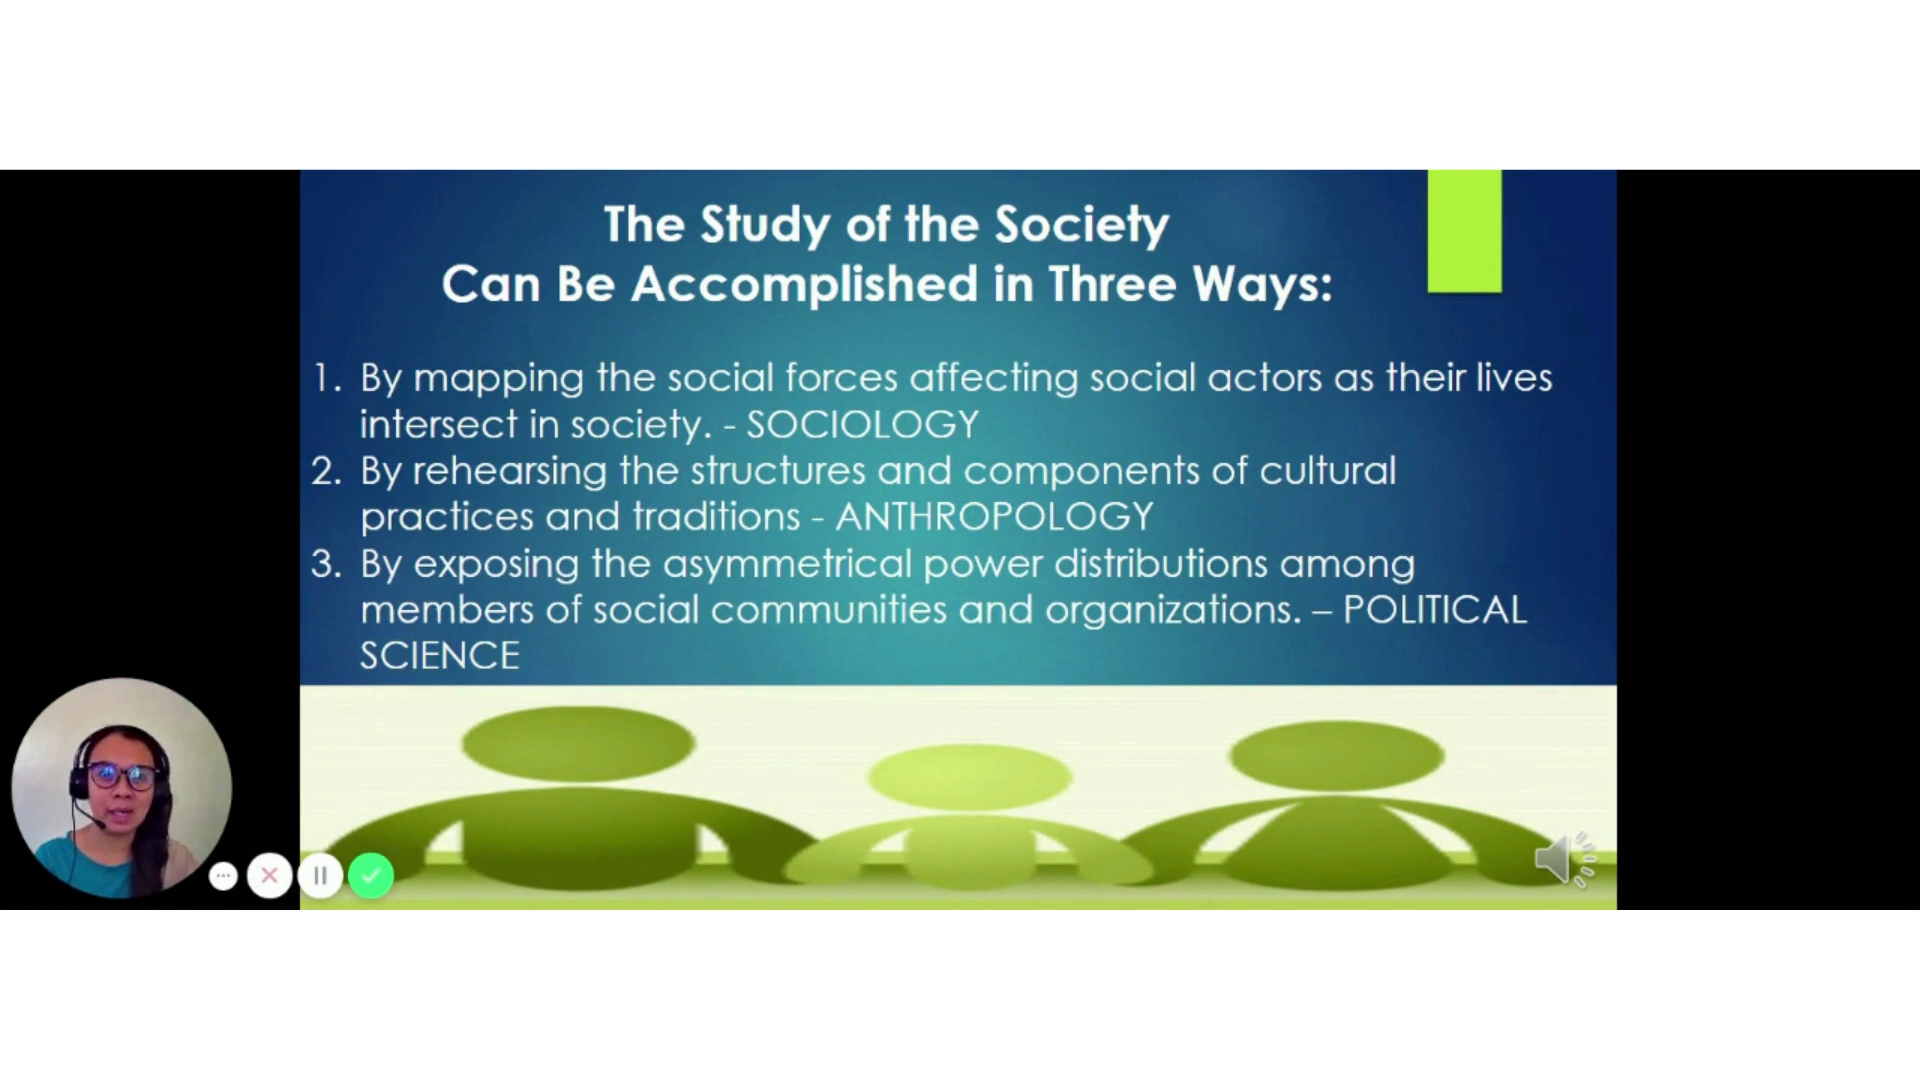 The Study of the Society
Can Be Accomplished in Three Ways:
1. By mapping the social forces affecting social actors as their lives
intersect in society. - SOCIOLOGY
2. By rehearsing the structures and components of cultural
practices and traditions - ANTHROPOLOGY
3. By exposing the asymmetrical power distributions among
members of social communities and organizations. – POLITICAL
SCIENCE